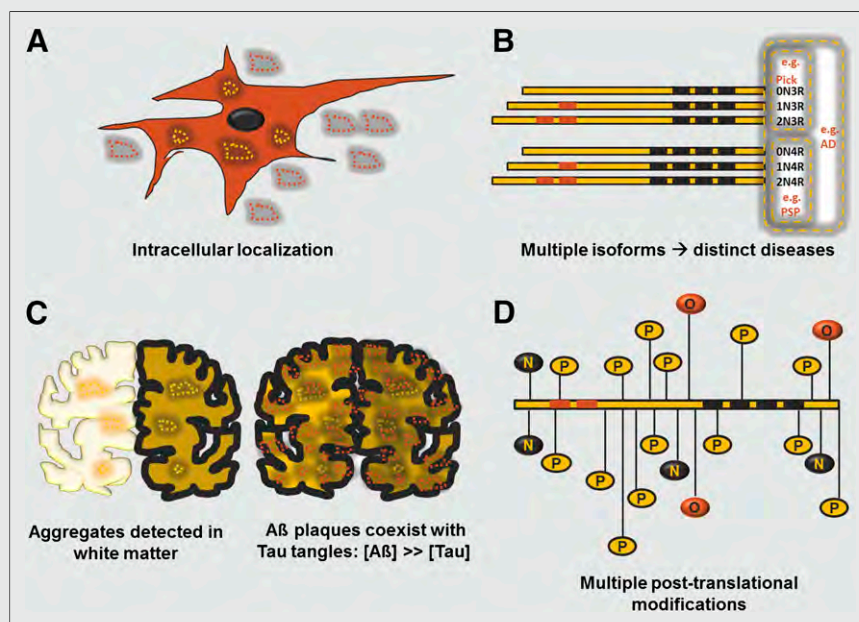 A
Intracellular localization
B
e.g.
Pick
0N3R
1N3R
2N3R
e.g.
AD
0N4R
1N4R
2N4R
e.g.
PSP
Multiple isoforms → distinct diseases
C
Aggregates detected in
white matter
Aß plaques coexist with
Tau tangles: [Aß] >> [Tau]
D
O
P
P
O
N
P
P
P
P
N
P
P
P
P
N
P
N
P
P
O
P
P
Multiple post-translational
modifications